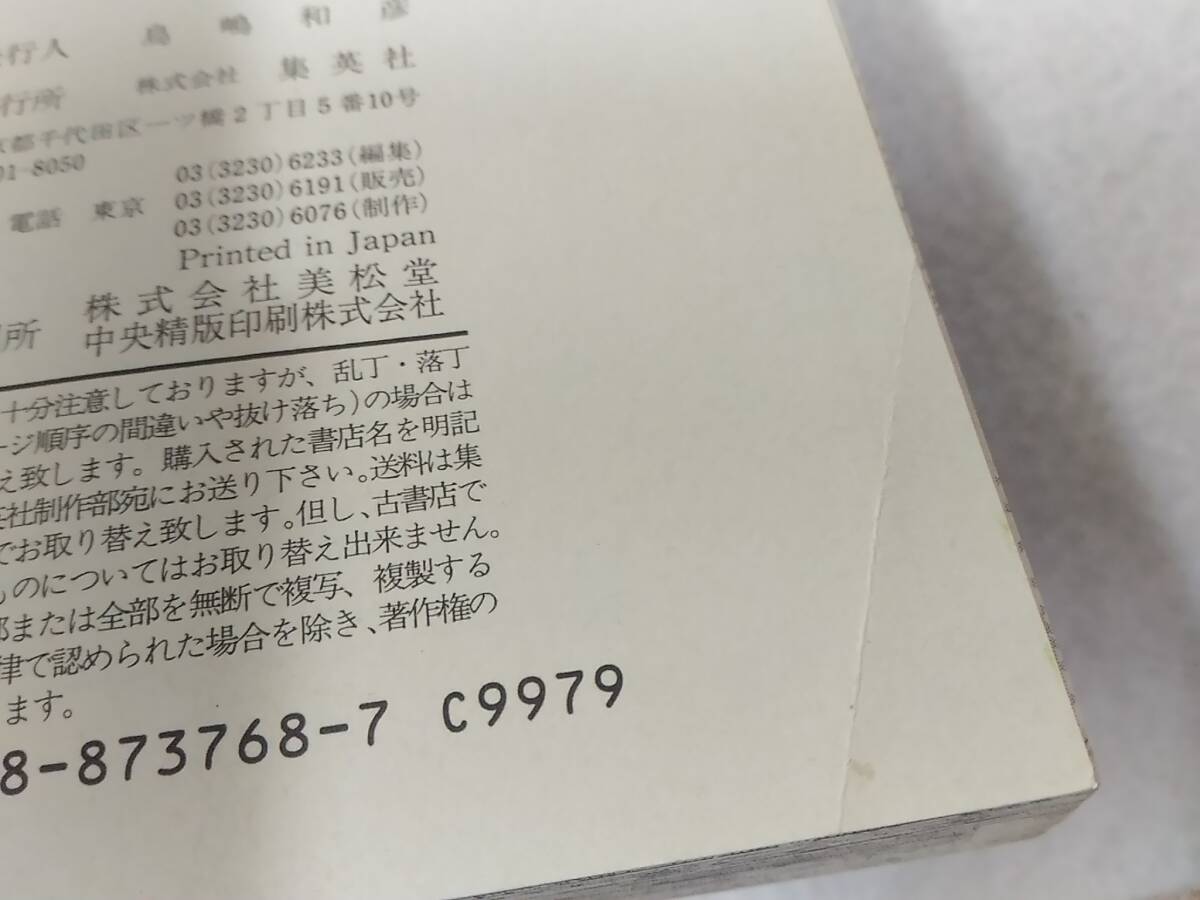 行人 鳥嶋和彦
行所 株式会社 集英社
京都千代田区一ツ橋2丁目5番10号
01-8050
03(3230)6233(編集)
電話 東京 03(3230)6191(販売)
03(3230)6076(制作)
Printed in Japan
株式会社美松堂
所 中央精版印刷株式会社
十分注意しておりますが、乱丁・落丁
ージ順序の間違いや抜け落ち)の場合は
え致します。購入された書店名を明記
英社制作部宛にお送り下さい。送料は集
でお取り替え致します。但し、古書店で
ものについてはお取り替え出来ません。
部または全部を無断で複写、複製する
律で認められた場合を除き、著作権の
ます。
8-873768-7 C9979